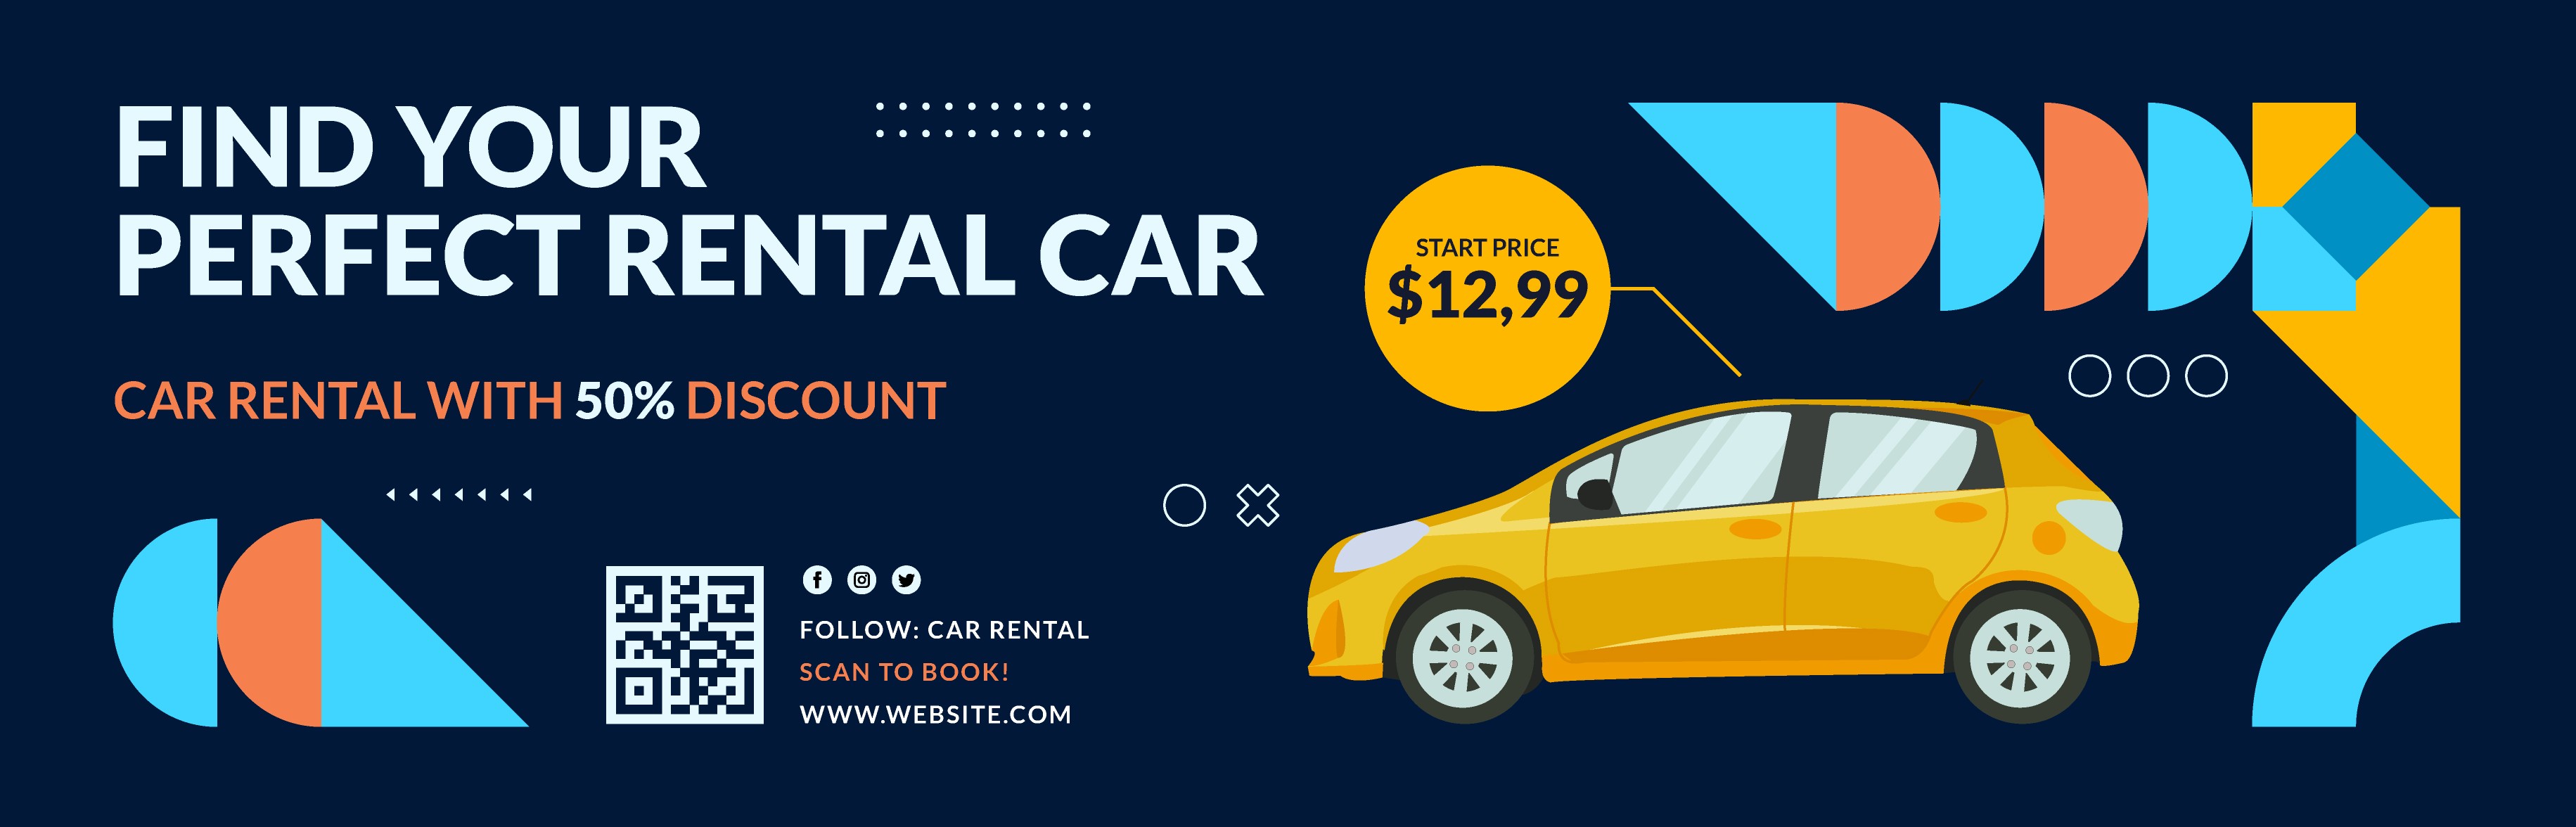 FIND YOUR
PERFECT RENTAL CAR
CAR RENTAL WITH 50% DISCOUNT
START PRICE
$12,99
FOLLOW: CAR RENTAL
SCAN TO BOOK!
WWW.WEBSITE.COM